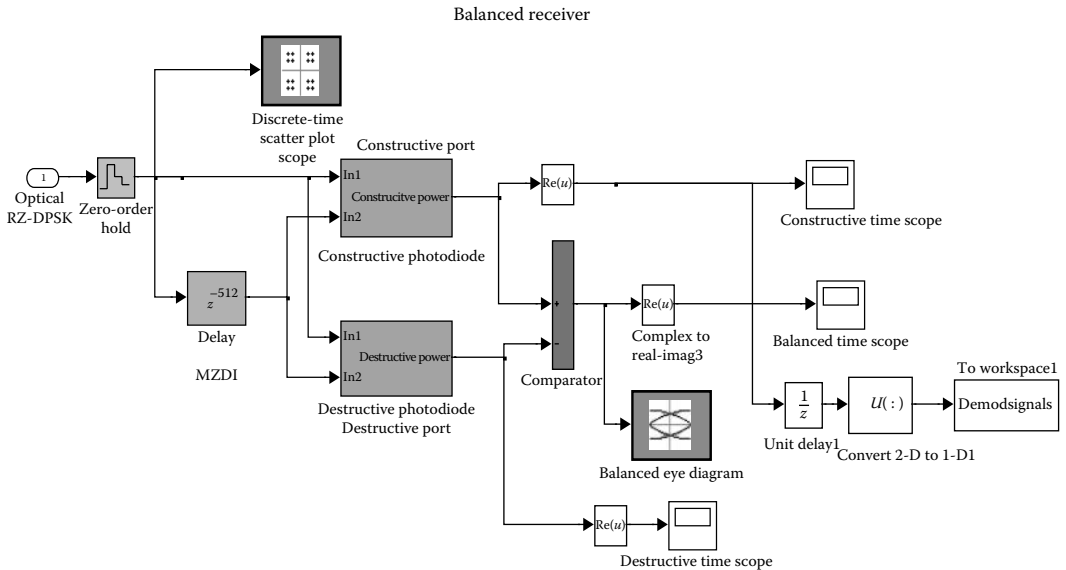 Balanced receiver
Discrete-time
scatter plot
scope
1
Optical
RZ-DPSK
Zero-order
hold
Constructive port
In1
Constructive power
In2
Constructive photodiode
z^-512
Delay
MZDI
In1
Destructive power
In2
Destructive photodiode
Destructive port
Re(u)
Constructive time scope
+
-
Comparator
Re(u)
Complex to
real-imag3
Balanced time scope
Balanced eye diagram
1
z
Unit delay1
U(:)
Convert 2-D to 1-D1
To workspace1
Demodsignals
Re(u)
Destructive time scope